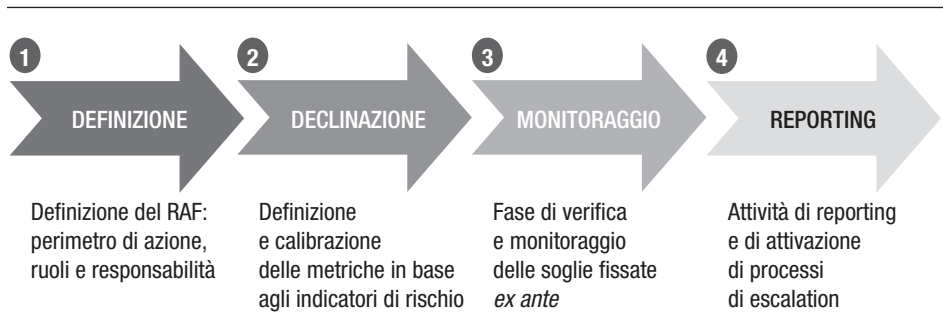 1
DEFINIZIONE
Definizione del RAF:
perimetro di azione,
ruoli e responsabilità
2
DECLINAZIONE
Definizione
e calibrazione
delle metriche in base
agli indicatori di rischio
3
MONITORAGGIO
Fase di verifica
e monitoraggio
delle soglie fissate
ex ante
4
REPORTING
Attività di reporting
e di attivazione
di processi
di escalation